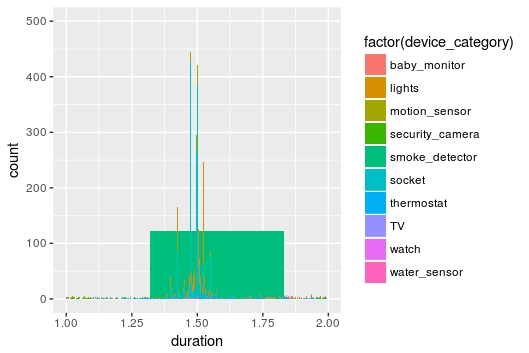 500
400
300
200
100
0
count
1.00 1.25 1.50 1.75 2.00
duration
factor(device_category)
baby_monitor
lights
motion_sensor
security_camera
smoke_detector
socket
thermostat
TV
watch
water_sensor